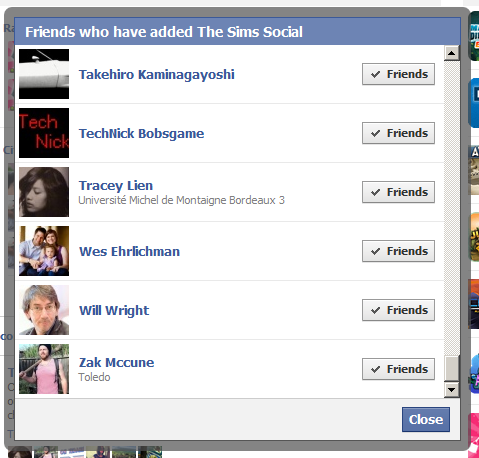 Friends who have added The Sims Social
Takehiro Kaminagayoshi
Friends
Tech
Nick
TechNick Bobsgame
Friends
Tracey Lien
Université Michel de Montaigne Bordeaux 3
Friends
Wes Ehrlichman
Friends
Will Wright
Friends
Zak Mccune
Toledo
Friends
Close